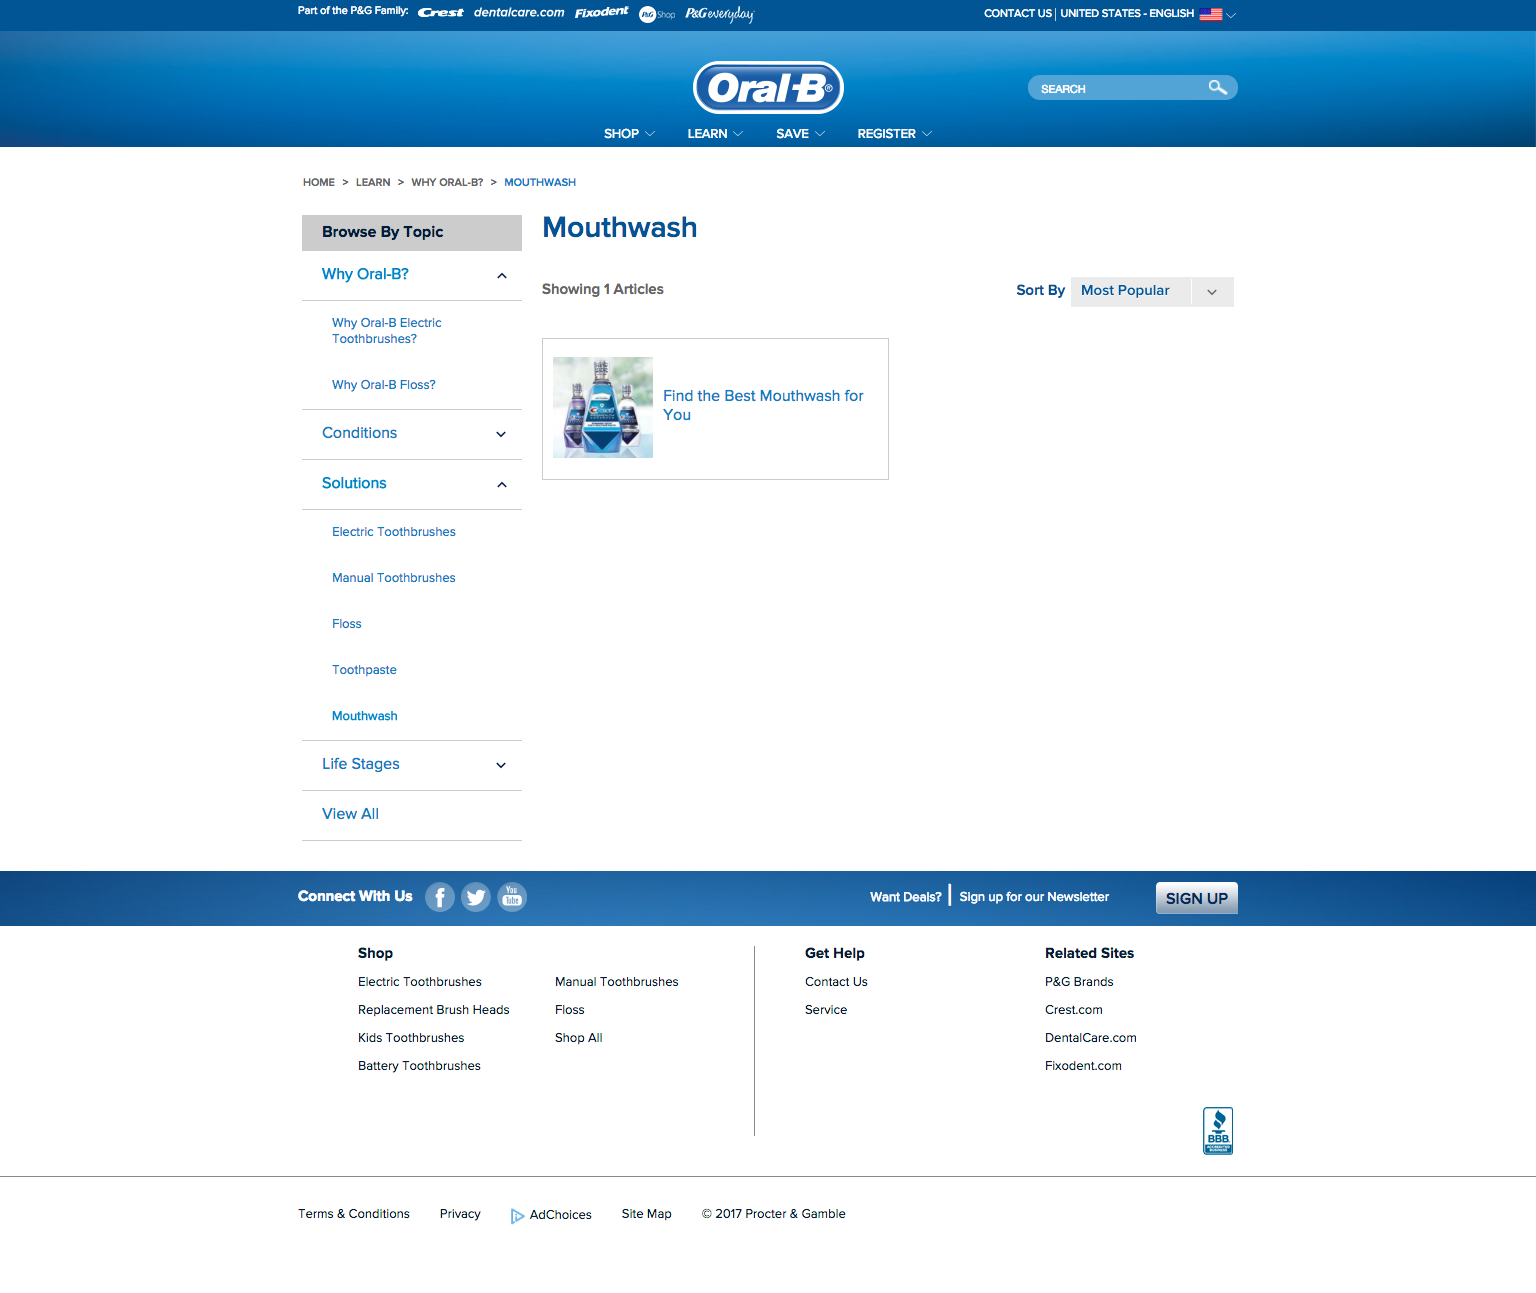 Part of the P&G Family: Crest dentalcare.com Fixodent P&G Shop P&G everyday
CONTACT US | UNITED STATES - ENGLISH
Oral-B®
SEARCH
SHOP LEARN SAVE REGISTER
HOME > LEARN > WHY ORAL-B? > MOUTHWASH
Browse By Topic
Why Oral-B?
Why Oral-B Electric
Toothbrushes?
Why Oral-B Floss?
Conditions
Solutions
Electric Toothbrushes
Manual Toothbrushes
Floss
Toothpaste
Mouthwash
Life Stages
View All
Mouthwash
Showing 1 Articles
Sort By Most Popular
Crest
Find the Best Mouthwash for
You
Connect With Us
You
Tube
Want Deals? | Sign up for our Newsletter
SIGN UP
Shop
Electric Toothbrushes
Replacement Brush Heads
Kids Toothbrushes
Battery Toothbrushes
Manual Toothbrushes
Floss
Shop All
Get Help
Contact Us
Service
Related Sites
P&G Brands
Crest.com
DentalCare.com
Fixodent.com
BBB
ACCREDITED
BUSINESS
Terms & Conditions Privacy AdChoices Site Map © 2017 Procter & Gamble